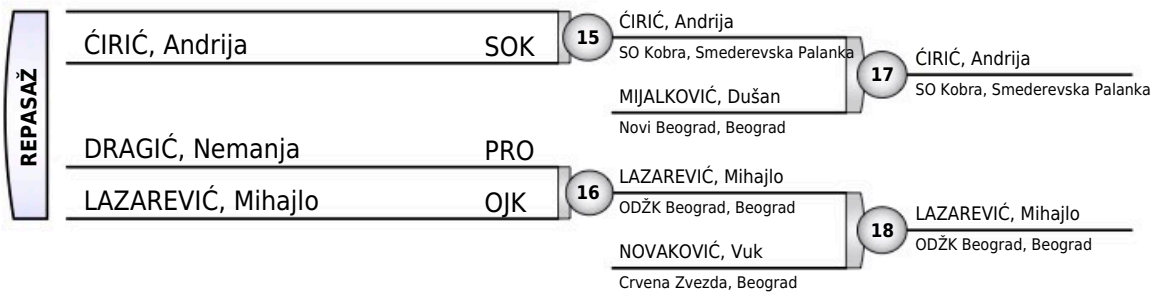 REPASAŽ
ĆIRIĆ, Andrija SOK
DRAGIĆ, Nemanja PRO
LAZAREVIĆ, Mihajlo OJK
15
16
ĆIRIĆ, Andrija
SO Kobra, Smederevska Palanka
MIJALKOVIĆ, Dušan
Novi Beograd, Beograd
LAZAREVIĆ, Mihajlo
ODŽK Beograd, Beograd
NOVAKOVIĆ, Vuk
Crvena Zvezda, Beograd
17
18
ĆIRIĆ, Andrija
SO Kobra, Smederevska Palanka
LAZAREVIĆ, Mihajlo
ODŽK Beograd, Beograd